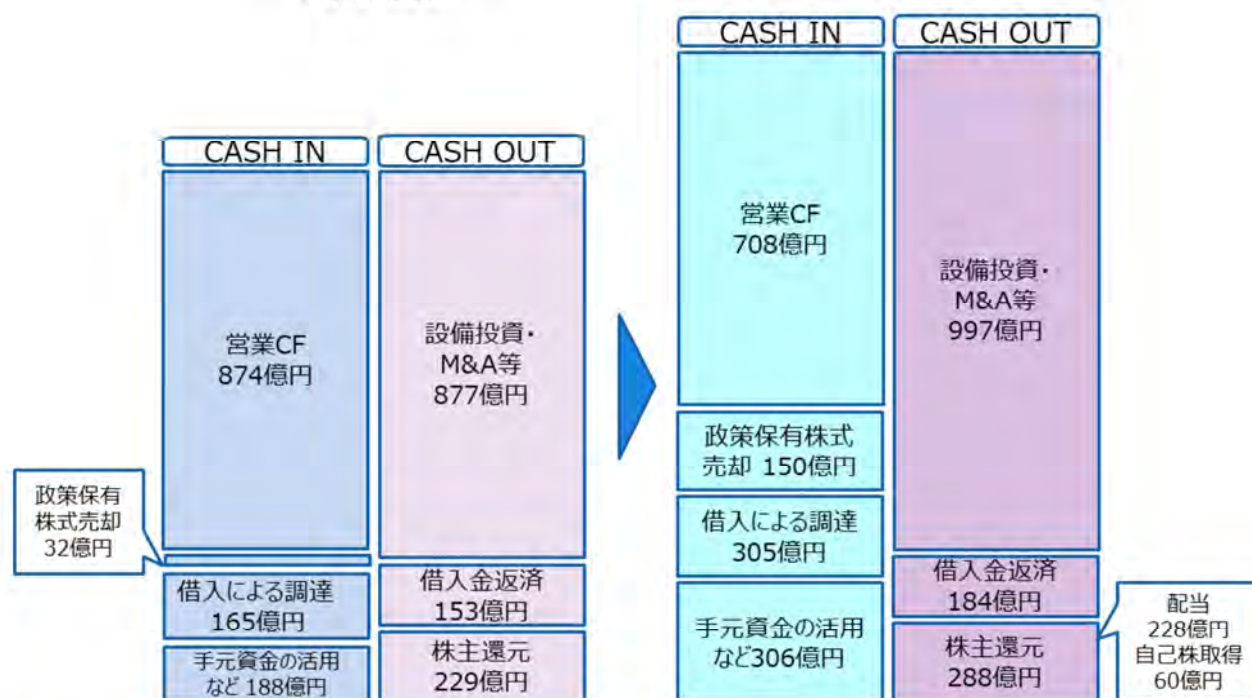 CASH IN
CASH OUT
営業CF
874億円
設備投資・
M&A等
877億円
政策保有
株式売却
32億円
借入による調達
165億円
借入金返済
153億円
手元資金の活用
など 188億円
株主還元
229億円
CASH IN
CASH OUT
営業CF
708億円
設備投資・
M&A等
997億円
政策保有株式
売却 150億円
借入による調達
305億円
借入金返済
184億円
手元資金の活用
など306億円
株主還元
288億円
配当
228億円
自己株取得
60億円